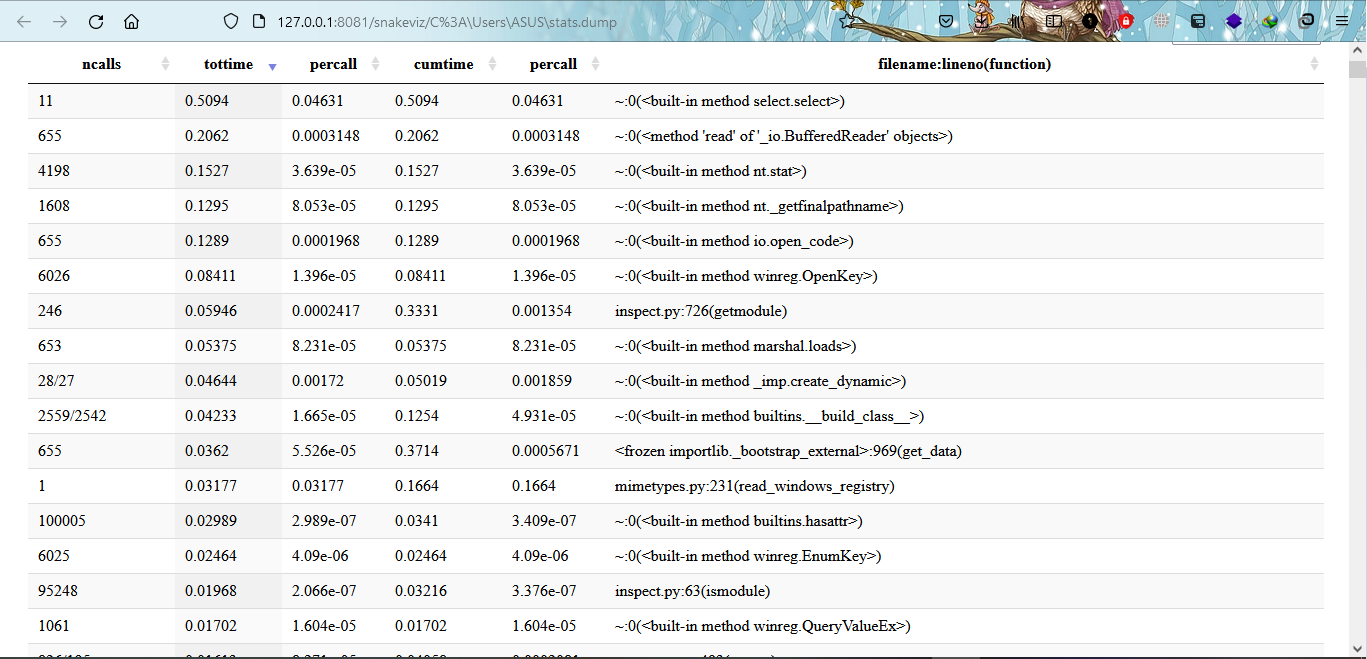 127.0.0.1:8081/snakeviz/C%3A\Users\ASUS\stats.dump
ncalls tottime percall cumtime percall filename:lineno(function)
11 0.5094 0.04631 0.5094 0.04631 ~:0(<built-in method select.select>)
655 0.2062 0.0003148 0.2062 0.0003148 ~:0(<method 'read' of '_io.BufferedReader' objects>)
4198 0.1527 3.639e-05 0.1527 3.639e-05 ~:0(<built-in method nt.stat>)
1608 0.1295 8.053e-05 0.1295 8.053e-05 ~:0(<built-in method nt._getfinalpathname>)
655 0.1289 0.0001968 0.1289 0.0001968 ~:0(<built-in method io.open_code>)
6026 0.08411 1.396e-05 0.08411 1.396e-05 ~:0(<built-in method winreg.OpenKey>)
246 0.05946 0.0002417 0.3331 0.001354 inspect.py:726(getmodule)
653 0.05375 8.231e-05 0.05375 8.231e-05 ~:0(<built-in method marshal.loads>)
28/27 0.04644 0.00172 0.05019 0.001859 ~:0(<built-in method _imp.create_dynamic>)
2559/2542 0.04233 1.665e-05 0.1254 4.931e-05 ~:0(<built-in method builtins.__build_class__>)
655 0.0362 5.526e-05 0.3714 0.0005671 <frozen importlib._bootstrap_external>:969(get_data)
1 0.03177 0.03177 0.1664 0.1664 mimetypes.py:231(read_windows_registry)
100005 0.02989 2.989e-07 0.0341 3.409e-07 ~:0(<built-in method builtins.hasattr>)
6025 0.02464 4.09e-06 0.02464 4.09e-06 ~:0(<built-in method winreg.EnumKey>)
95248 0.01968 2.066e-07 0.03216 3.376e-07 inspect.py:63(ismodule)
1061 0.01702 1.604e-05 0.01702 1.604e-05 ~:0(<built-in method winreg.QueryValueEx>)